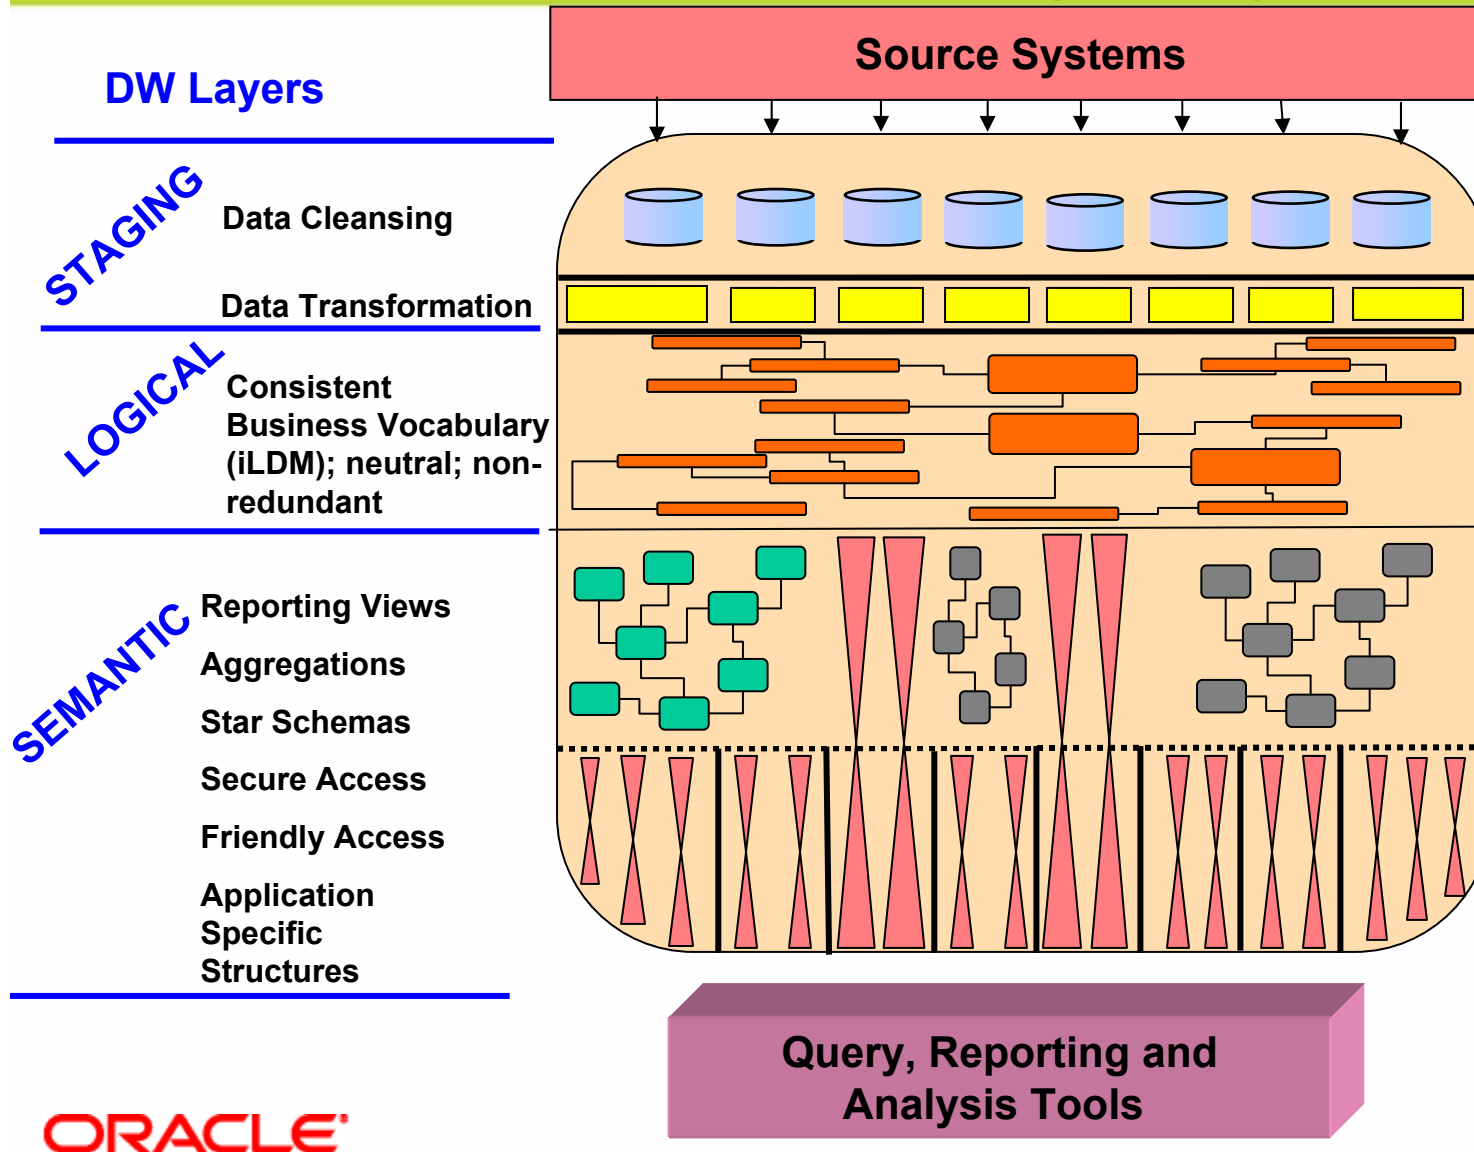 Source Systems
DW Layers
STAGING
Data Cleansing
Data Transformation
LOGICAL
Consistent
Business Vocabulary
(iLDM); neutral; non-
redundant
SEMANTIC
Reporting Views
Aggregations
Star Schemas
Secure Access
Friendly Access
Application
Specific
Structures
Query, Reporting and
Analysis Tools
ORACLE